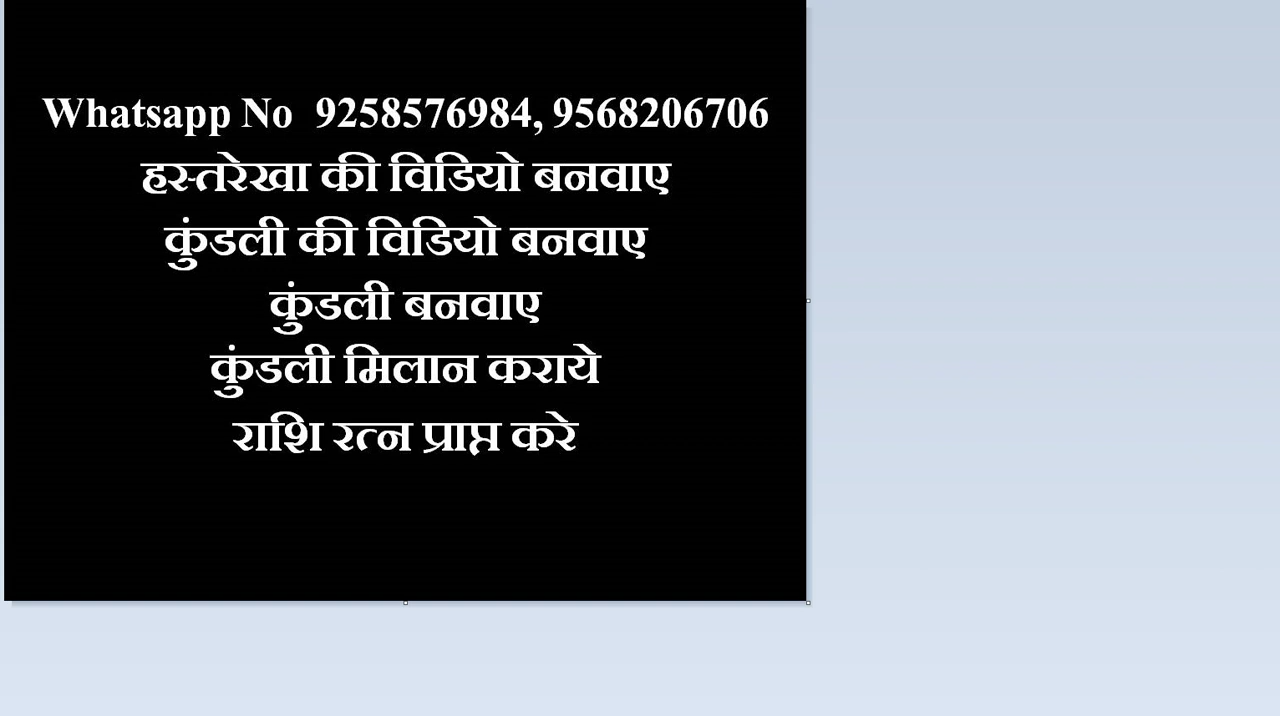 Whatsapp No  9258576984, 9568206706
हस्तरेखा की विडियो बनवाए
कुंडली की विडियो बनवाए
कुंडली बनवाए
कुंडली मिलान कराये
राशि रत्न प्राप्त करे